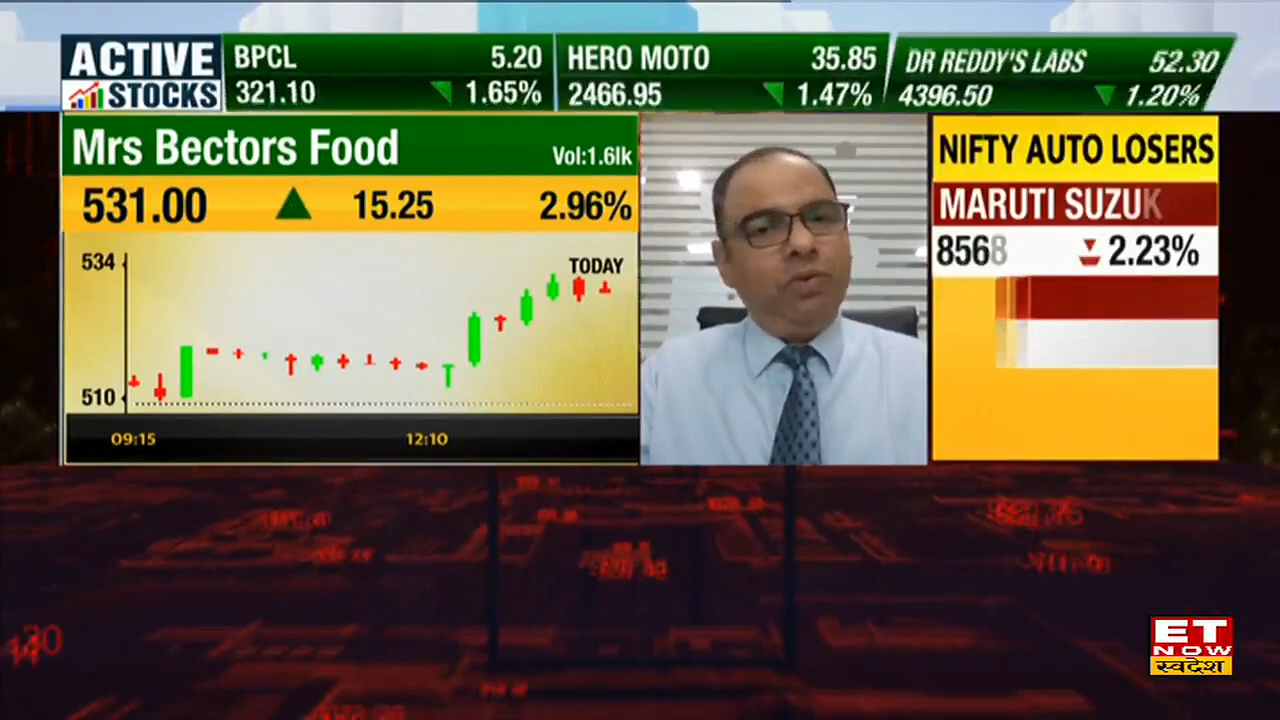 ACTIVE
STOCKS
BPCL 5.20
321.10 1.65%
HERO MOTO 35.85
2466.95 1.47%
DR REDDY'S LABS 52.30
4396.50 1.20%
Mrs Bectors Food Vol:1.6lk
531.00 15.25 2.96%
534
TODAY
510
09:15 12:10
NIFTY AUTO LOSERS
MARUTI SUZUK
8568 2.23%
ET
NOW
स्वदेश